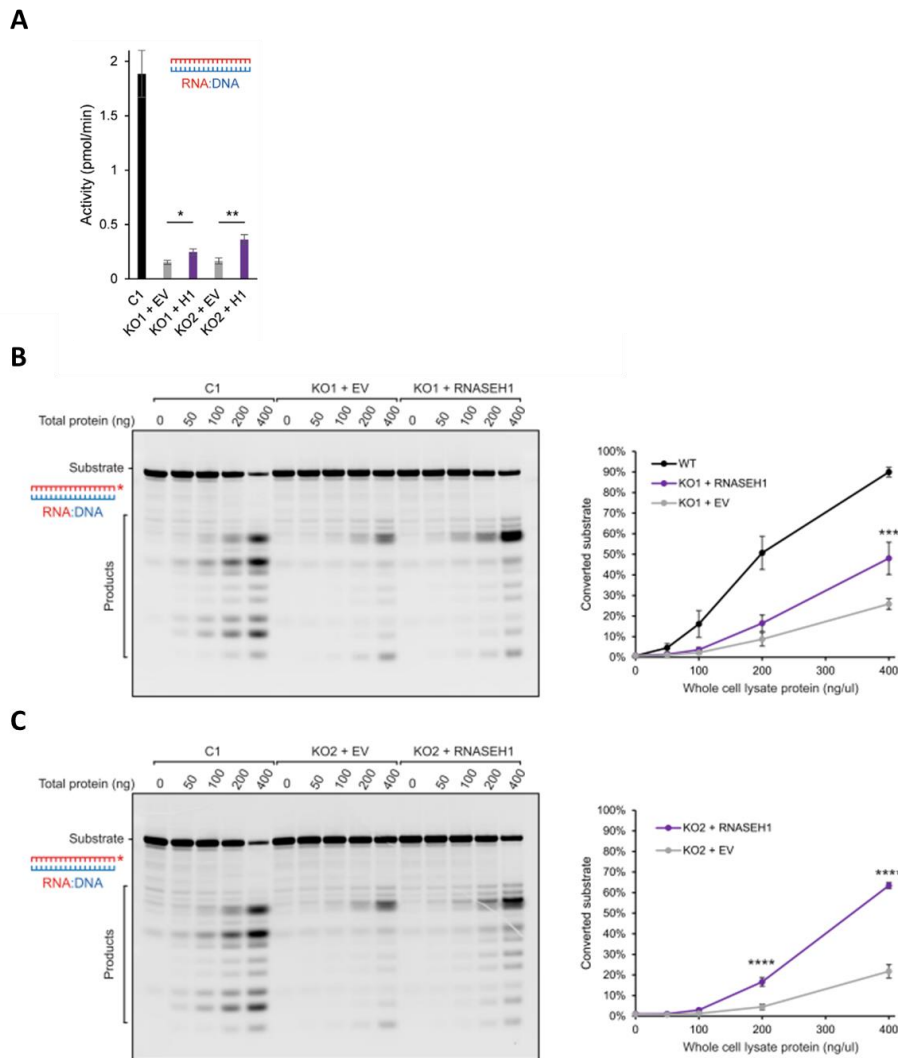 A
2
1.5
1
0.5
0
Activity (pmol/min)
RNA:DNA
*
**
C1
KO1 + EV
KO1 + H1
KO2 + EV
KO2 + H1
B
C1
KO1 + EV
KO1 + RNASEH1
Total protein (ng)
0 50 100 200 400 0 50 100 200 400 0 50 100 200 400
Substrate
*
RNA:DNA
Products
100%
90%
80%
70%
60%
50%
40%
30%
20%
10%
0%
Converted substrate
WT
KO1 + RNASEH1
KO1 + EV
***
0 100 200 300 400
Whole cell lysate protein (ng/ul)
C
C1
KO2 + EV
KO2 + RNASEH1
Total protein (ng)
0 50 100 200 400 0 50 100 200 400 0 50 100 200 400
Substrate
*
RNA:DNA
Products
100%
90%
80%
70%
60%
50%
40%
30%
20%
10%
0%
Converted substrate
KO2 + RNASEH1
KO2 + EV
****
****
0 100 200 300 400
Whole cell lysate protein (ng/ul)